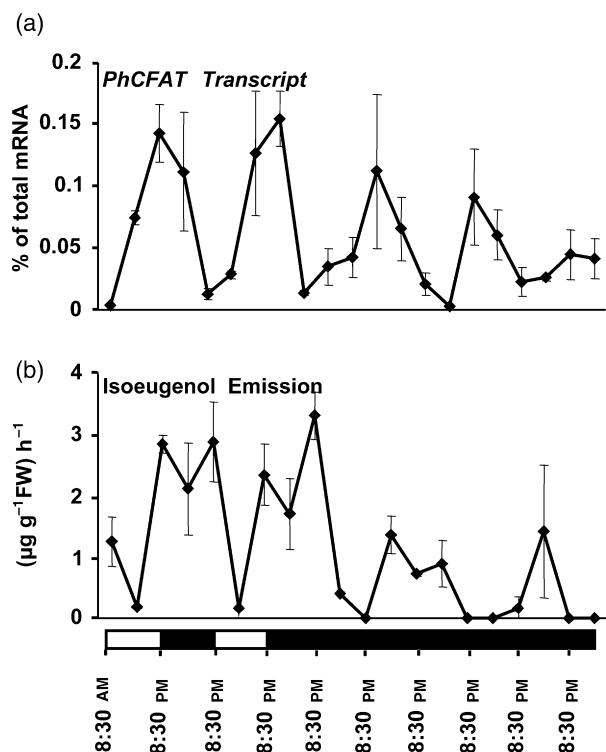 (a)
PhCFAT Transcript
% of total mRNA
0.2
0.15
0.1
0.05
0
(b)
Isoeugenol Emission
(µg g⁻¹FW) h⁻¹
4
3
2
1
0
8:30 AM
8:30 PM
8:30 PM
8:30 PM
8:30 PM
8:30 PM
8:30 PM
8:30 PM
8:30 PM
8:30 PM